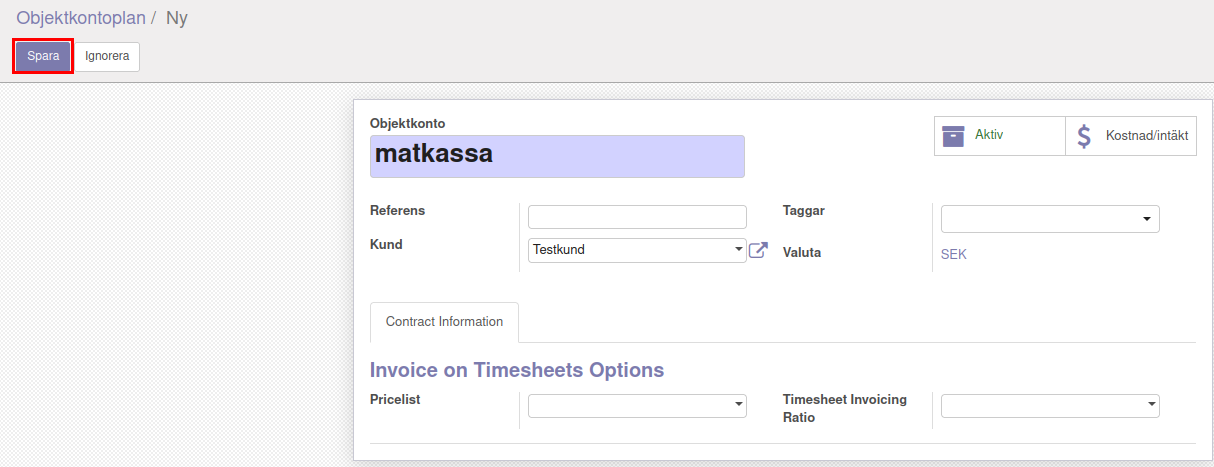 Objektkontoplan / Ny
Spara Ignorera
Objektkonto
matkassa
Aktiv
$ Kostnad/intäkt
Referens
Taggar
Kund Testkund
Valuta SEK
Contract Information
Invoice on Timesheets Options
Pricelist
Timesheet Invoicing
Ratio